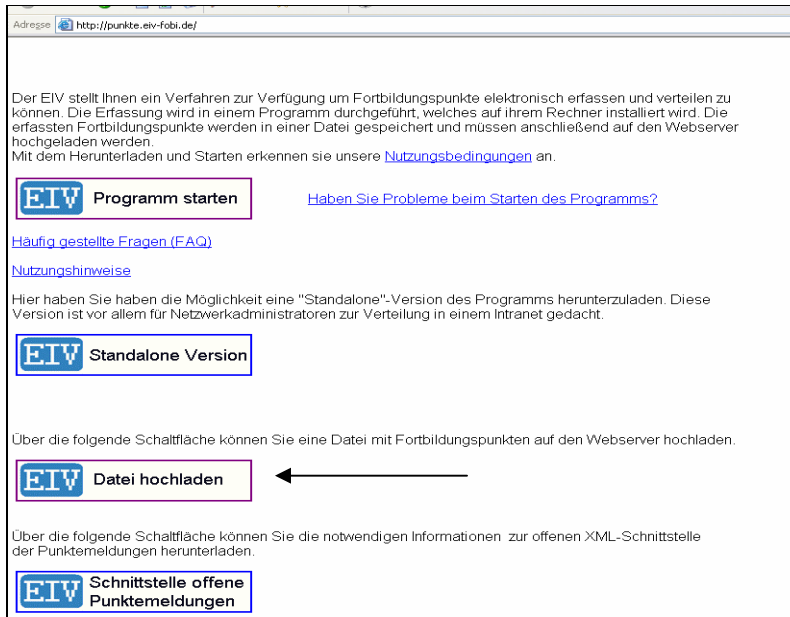 Adresse http://punkte.eiv-fobi.de/
Der EIV stellt Ihnen ein Verfahren zur Verfügung um Fortbildungspunkte elektronisch erfassen und verteilen zu
können. Die Erfassung wird in einem Programm durchgeführt, welches auf ihrem Rechner installiert wird. Die
erfassten Fortbildungspunkte werden in einer Datei gespeichert und müssen anschließend auf den Webserver
hochgeladen werden.
Mit dem Herunterladen und Starten erkennen sie unsere Nutzungsbedingungen an.
EIV Programm starten Haben Sie Probleme beim Starten des Programms?
Häufig gestellte Fragen (FAQ)
Nutzungshinweise
Hier haben Sie haben die Möglichkeit eine "Standalone"-Version des Programms herunterzuladen. Diese
Version ist vor allem für Netzwerkadministratoren zur Verteilung in einem Intranet gedacht.
EIV Standalone Version
Über die folgende Schaltfläche können Sie eine Datei mit Fortbildungspunkten auf den Webserver hochladen.
EIV Datei hochladen
Über die folgende Schaltfläche können Sie die notwendigen Informationen zur offenen XML-Schnittstelle
der Punktemeldungen herunterladen.
EIV Schnittstelle offene
Punktemeldungen